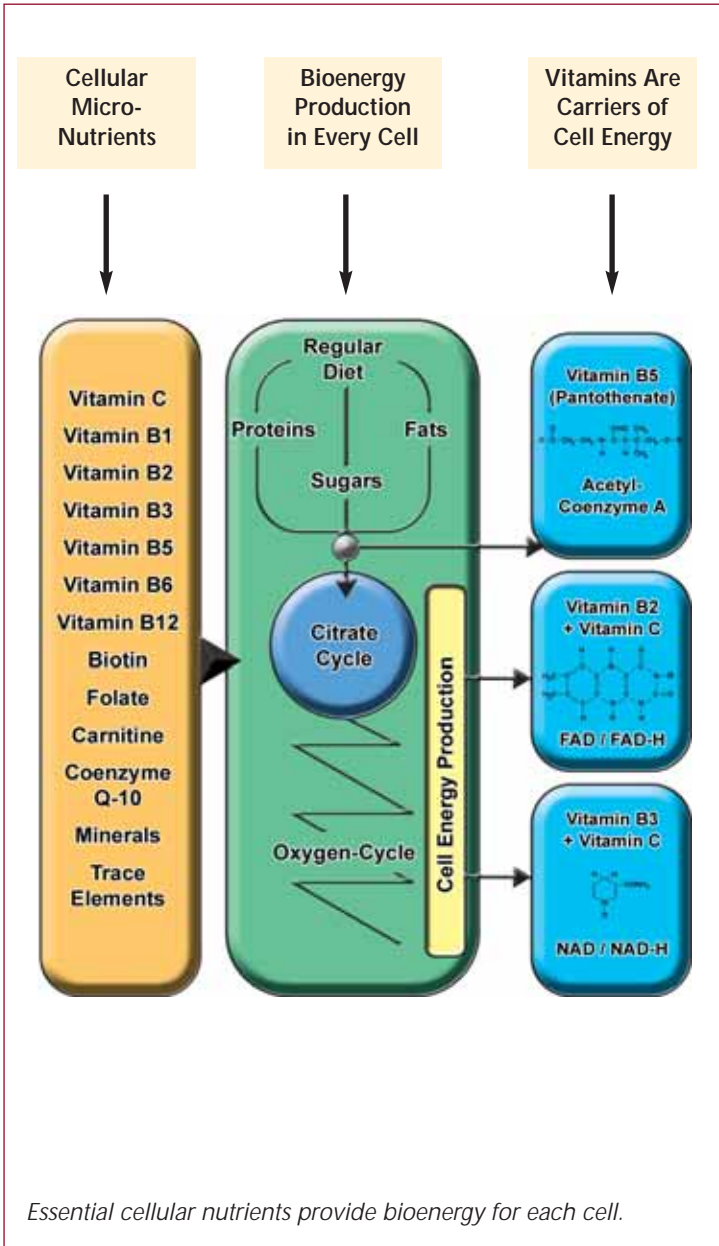 Cellular
Micro-
Nutrients
Bioenergy
Production
in Every Cell
Vitamins Are
Carriers of
Cell Energy
Vitamin C
Vitamin B1
Vitamin B2
Vitamin B3
Vitamin B5
Vitamin B6
Vitamin B12
Biotin
Folate
Carnitine
Coenzyme
Q-10
Minerals
Trace
Elements
Regular
Diet
Proteins
Fats
Sugars
Citrate
Cycle
Oxygen-Cycle
Cell Energy Production
Vitamin B5
(Pantothenate)
Acetyl-
Coenzyme A
Vitamin B2
+ Vitamin C
FAD / FAD-H
Vitamin B3
+ Vitamin C
NAD / NAD-H
Essential cellular nutrients provide bioenergy for each cell.